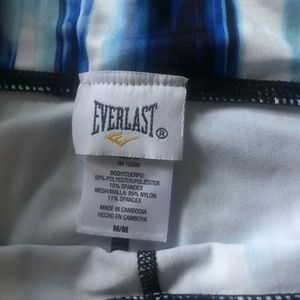 EVERLAST®
BODY/CUERPO:
90% POLYESTER/POLIÉSTER
10% SPANDEX
MESH/MALLA: 89% NYLON
11% SPANDEX
MADE IN CAMBODIA
HECHO EN CAMBOYA
M/M